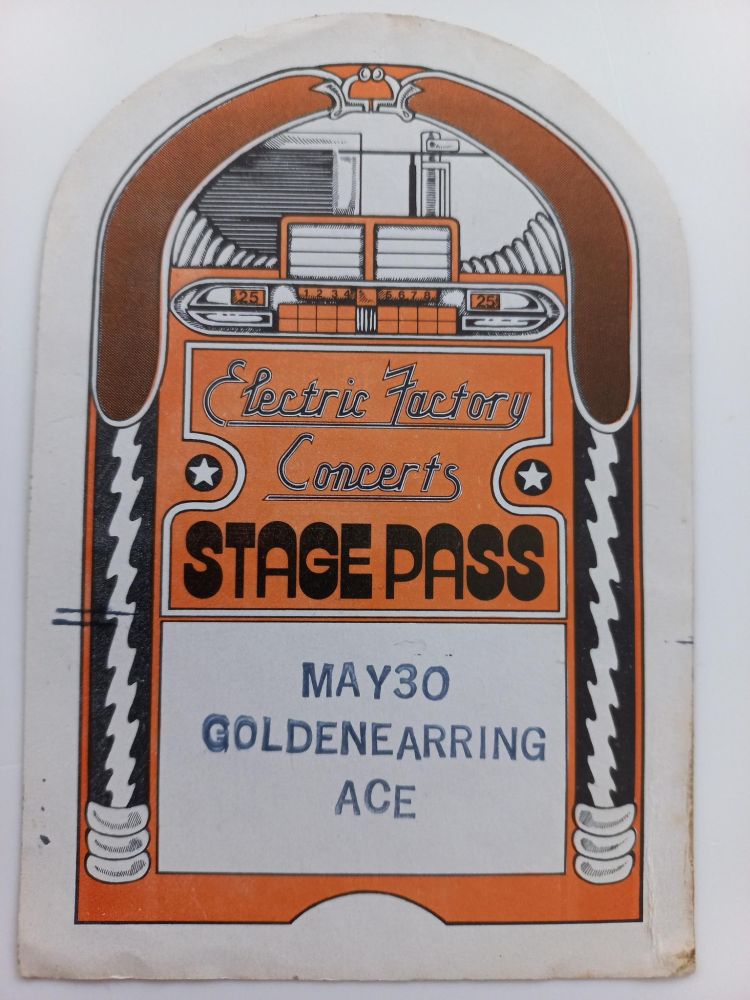 25 1 2 3 4 5 6 7 8 25
Electric Factory
Concerts
STAGE PASS
MAY30
GOLDENEARRING
ACE